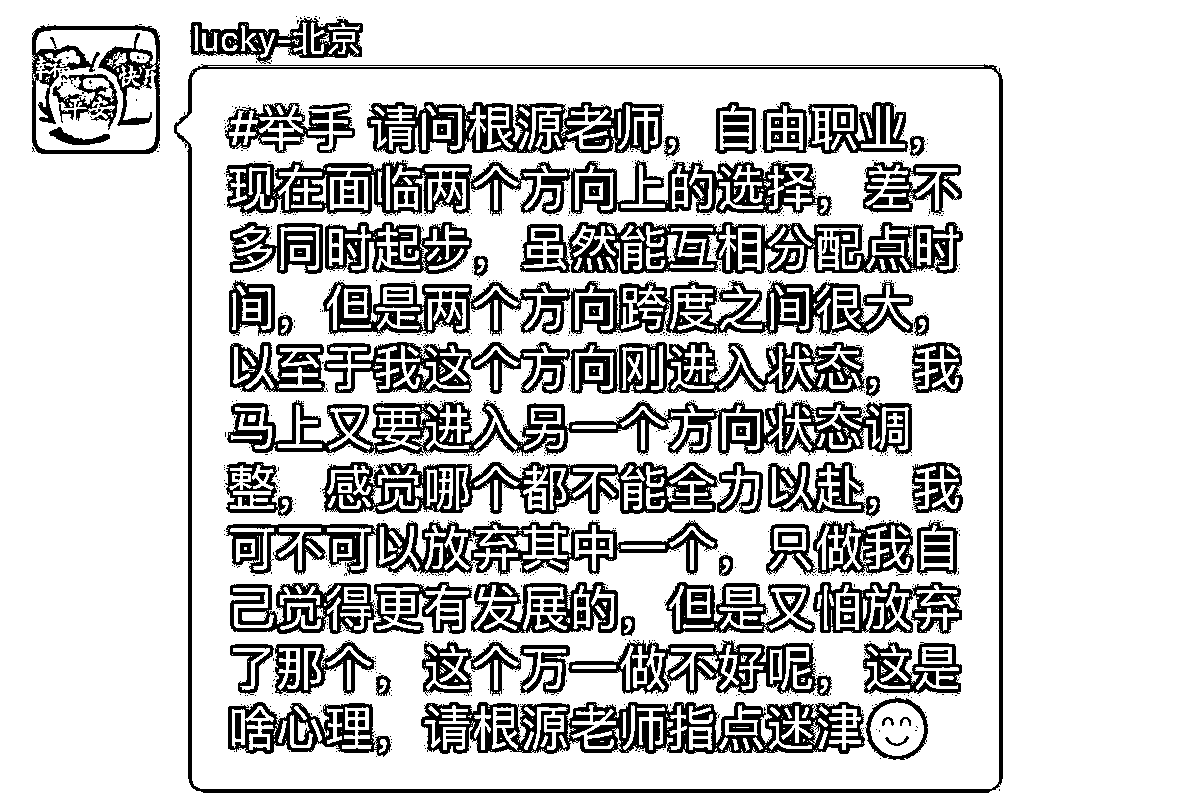 lucky-北京
幸福
快乐
平安
#举手 请问根源老师，自由职业，
现在面临两个方向上的选择，差不
多同时起步，虽然能互相分配点时
间，但是两个方向跨度之间很大，
以至于我这个方向刚进入状态，我
马上又要进入另一个方向状态调
整，感觉哪个都不能全力以赴，我
可不可以放弃其中一个，只做我自
己觉得更有发展的，但是又怕放弃
了那个，这个万一做不好呢，这是
啥心理，请根源老师指点迷津